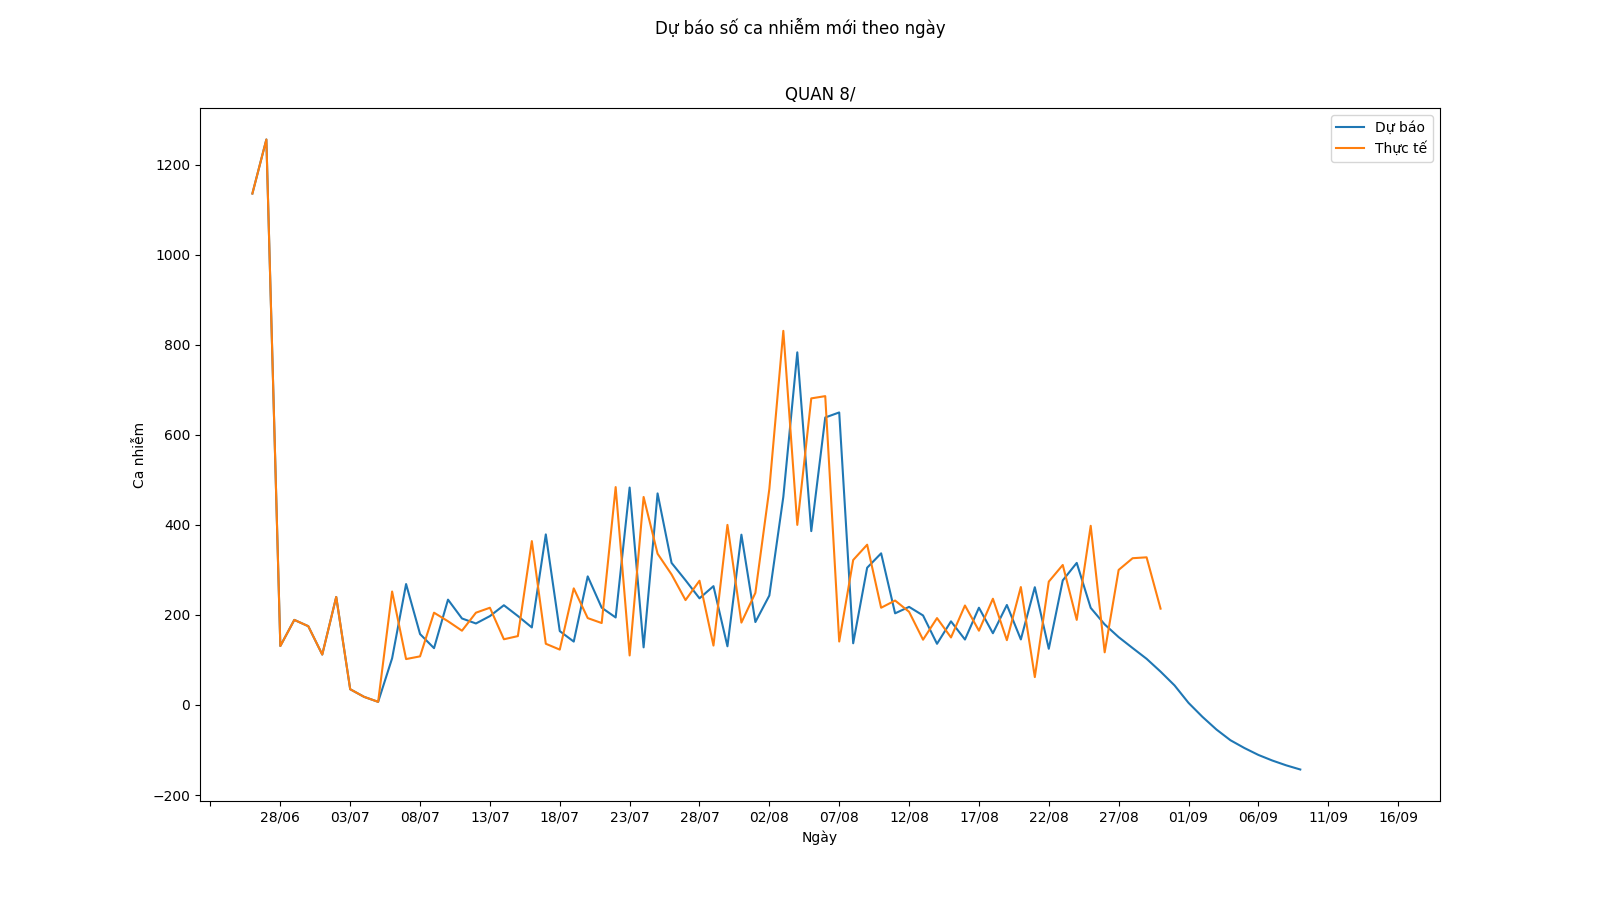 Dự báo số ca nhiễm mới theo ngày
QUAN 8/
Dự báo
Thực tế
1200
1000
800
600
400
200
0
−200
Ca nhiễm
28/06 03/07 08/07 13/07 18/07 23/07 28/07 02/08 07/08 12/08 17/08 22/08 27/08 01/09 06/09 11/09 16/09
Ngày